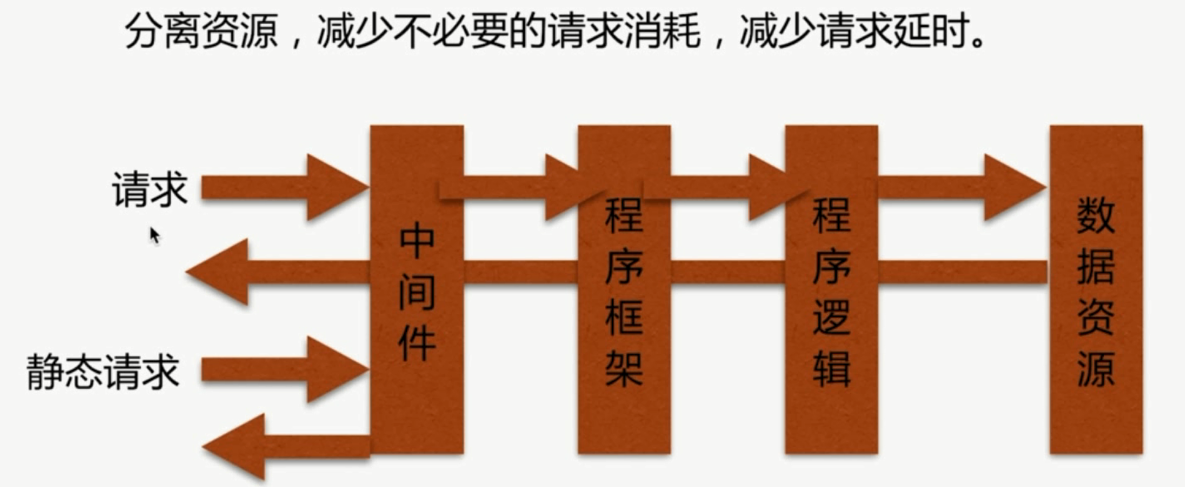 分离资源，减少不必要的请求消耗，减少请求延时。
请求
静态请求
中间件
程序框架
程序逻辑
数据资源